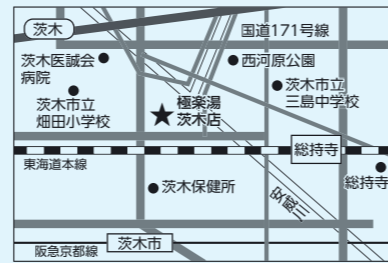 茨木
国道171号線
茨木医誠会
病院
西河原公園
茨木市立
三島中学校
茨木市立
畑田小学校
極楽湯
茨木店
総持寺
東海道本線
総持寺
茨木保健所
安威川
茨木市
阪急京都線